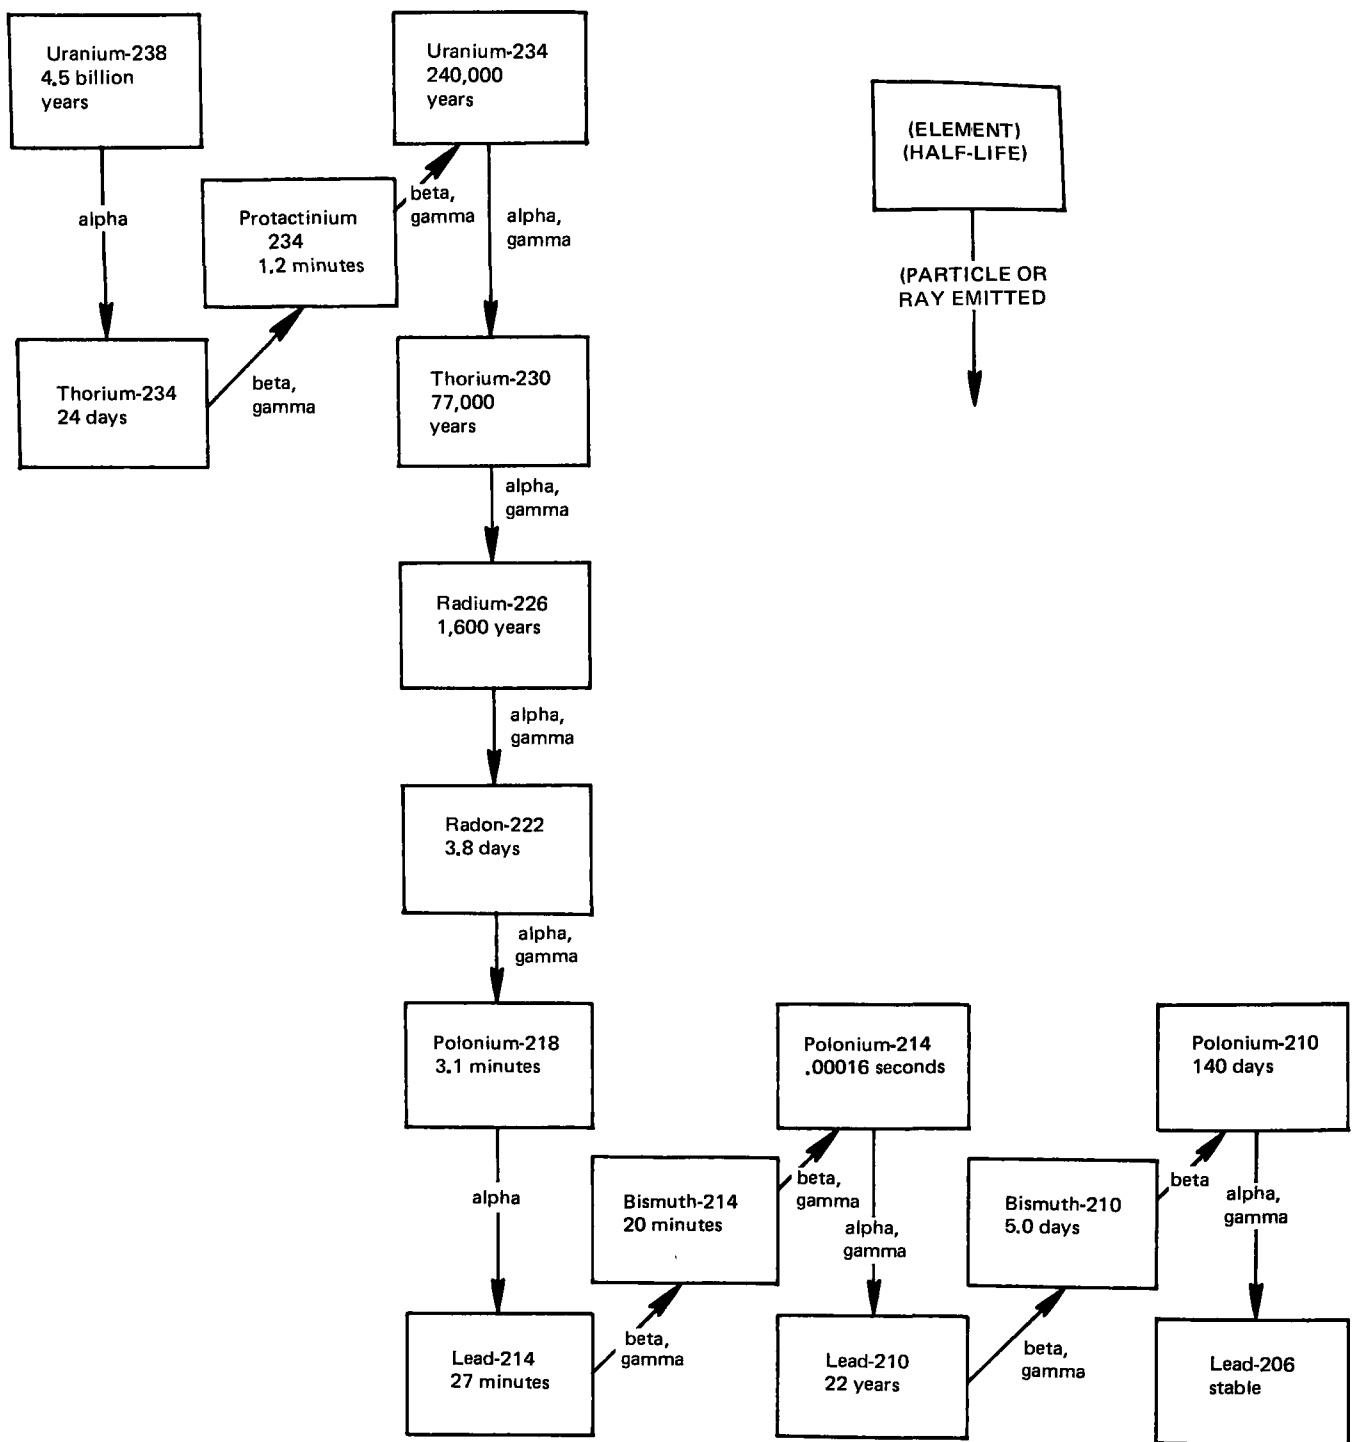 Uranium-238
4.5 billion
years
alpha
Thorium-234
24 days
beta,
gamma
Protactinium
234
1.2 minutes
beta,
gamma
Uranium-234
240,000
years
alpha,
gamma
Thorium-230
77,000
years
alpha,
gamma
Radium-226
1,600 years
alpha,
gamma
Radon-222
3.8 days
alpha,
gamma
Polonium-218
3.1 minutes
alpha
Lead-214
27 minutes
beta,
gamma
Bismuth-214
20 minutes
beta,
gamma
Polonium-214
.00016 seconds
alpha,
gamma
Lead-210
22 years
beta,
gamma
Bismuth-210
5.0 days
beta
Polonium-210
140 days
alpha,
gamma
Lead-206
stable
(ELEMENT)
(HALF-LIFE)
(PARTICLE OR
RAY EMITTED